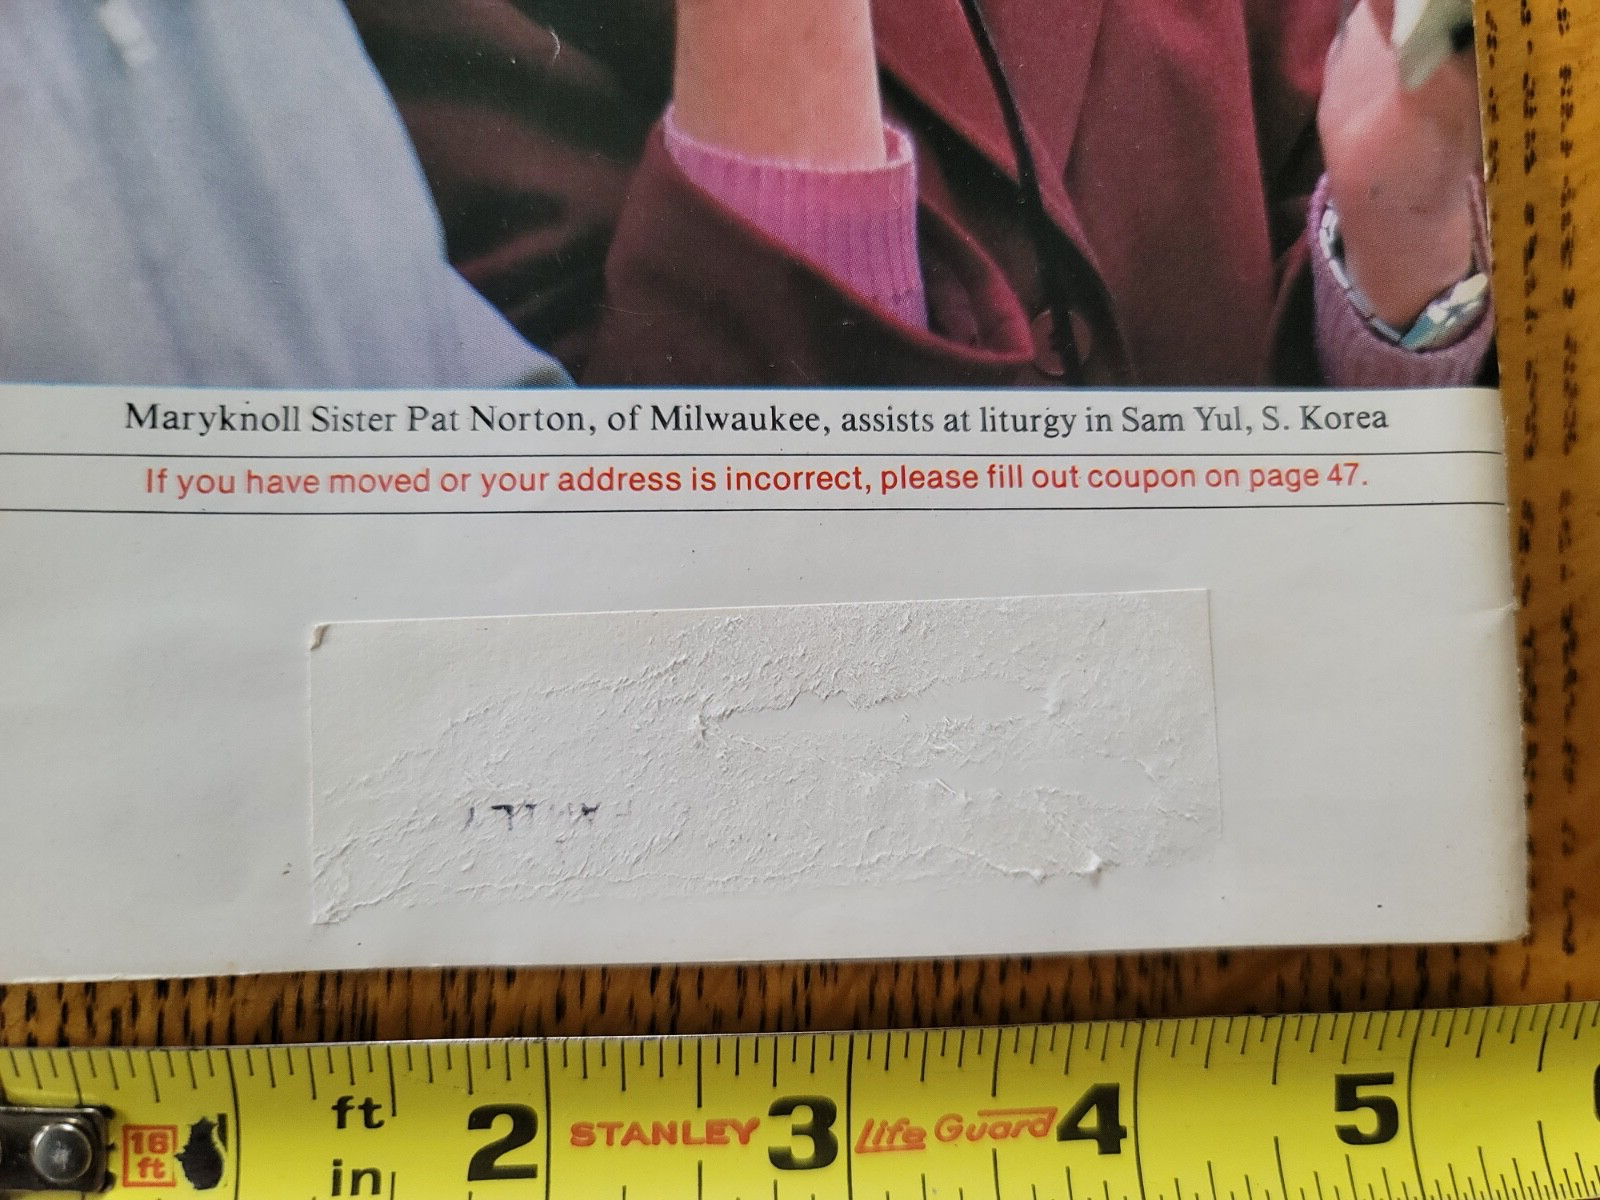 Maryknoll Sister Pat Norton, of Milwaukee, assists at liturgy in Sam Yul, S. Korea
If you have moved or your address is incorrect, please fill out coupon on page 47.
16 ft
ft
in
2 STANLEY 3 Life Guard 4 5